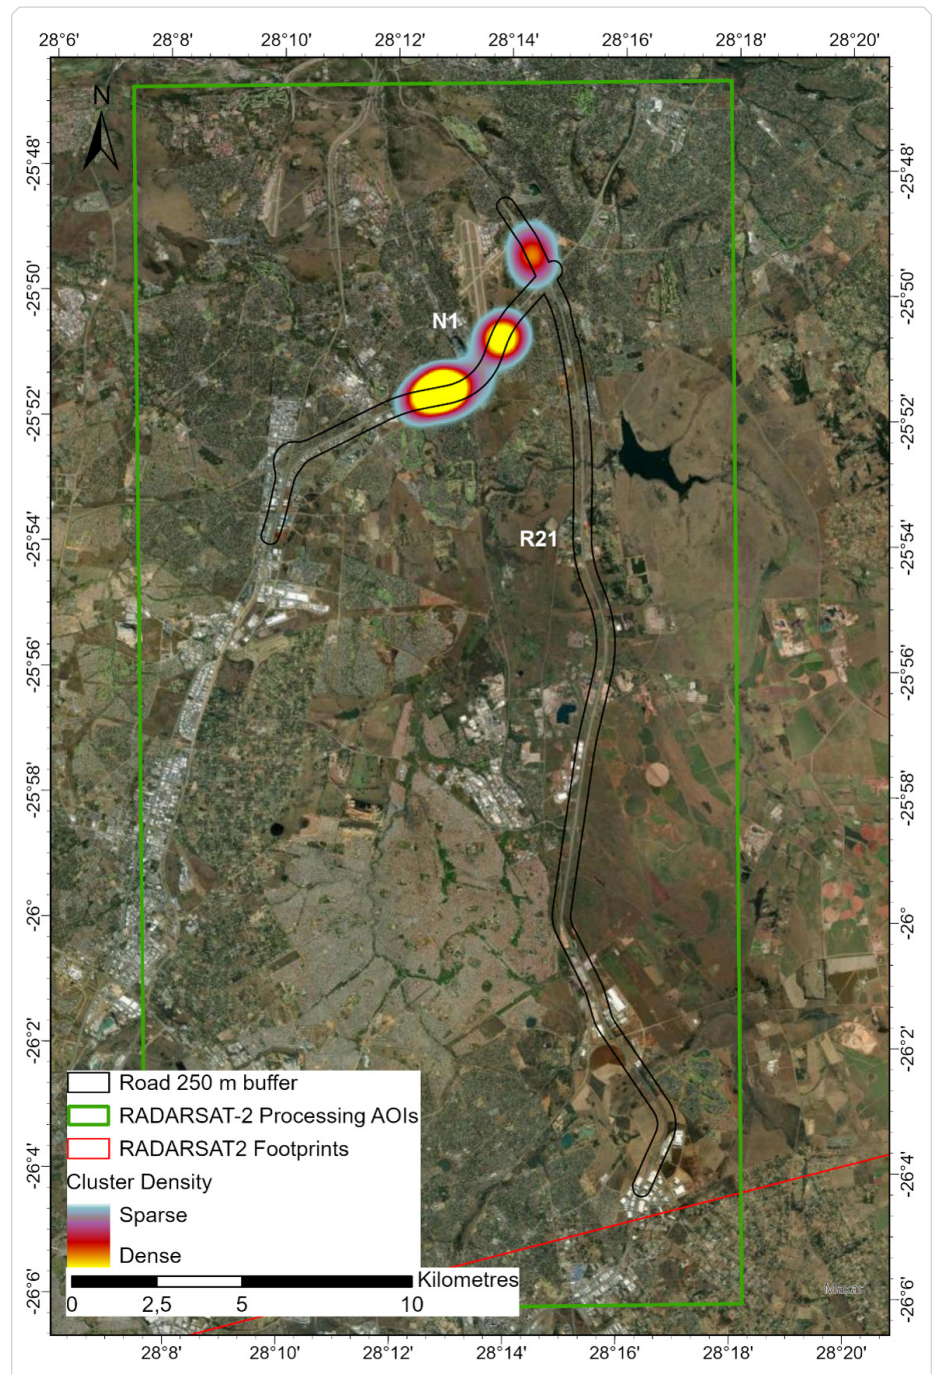 28°6' 28°8' 28°10' 28°12' 28°14' 28°16' 28°18' 28°20'
N
-25°48' -25°48'
-25°50' -25°50'
N1
-25°52' -25°52'
R21
-25°54' -25°54'
-25°56' -25°56'
-25°58' -25°58'
-26° -26°
-26°2' -26°2'
Road 250 m buffer
RADARSAT-2 Processing AOIs
RADARSAT2 Footprints
-26°4' -26°4'
Cluster Density
Sparse
Dense
Kilometres
0 2,5 5 10
Maxar
-26°6' -26°6'
28°8' 28°10' 28°12' 28°14' 28°16' 28°18' 28°20'